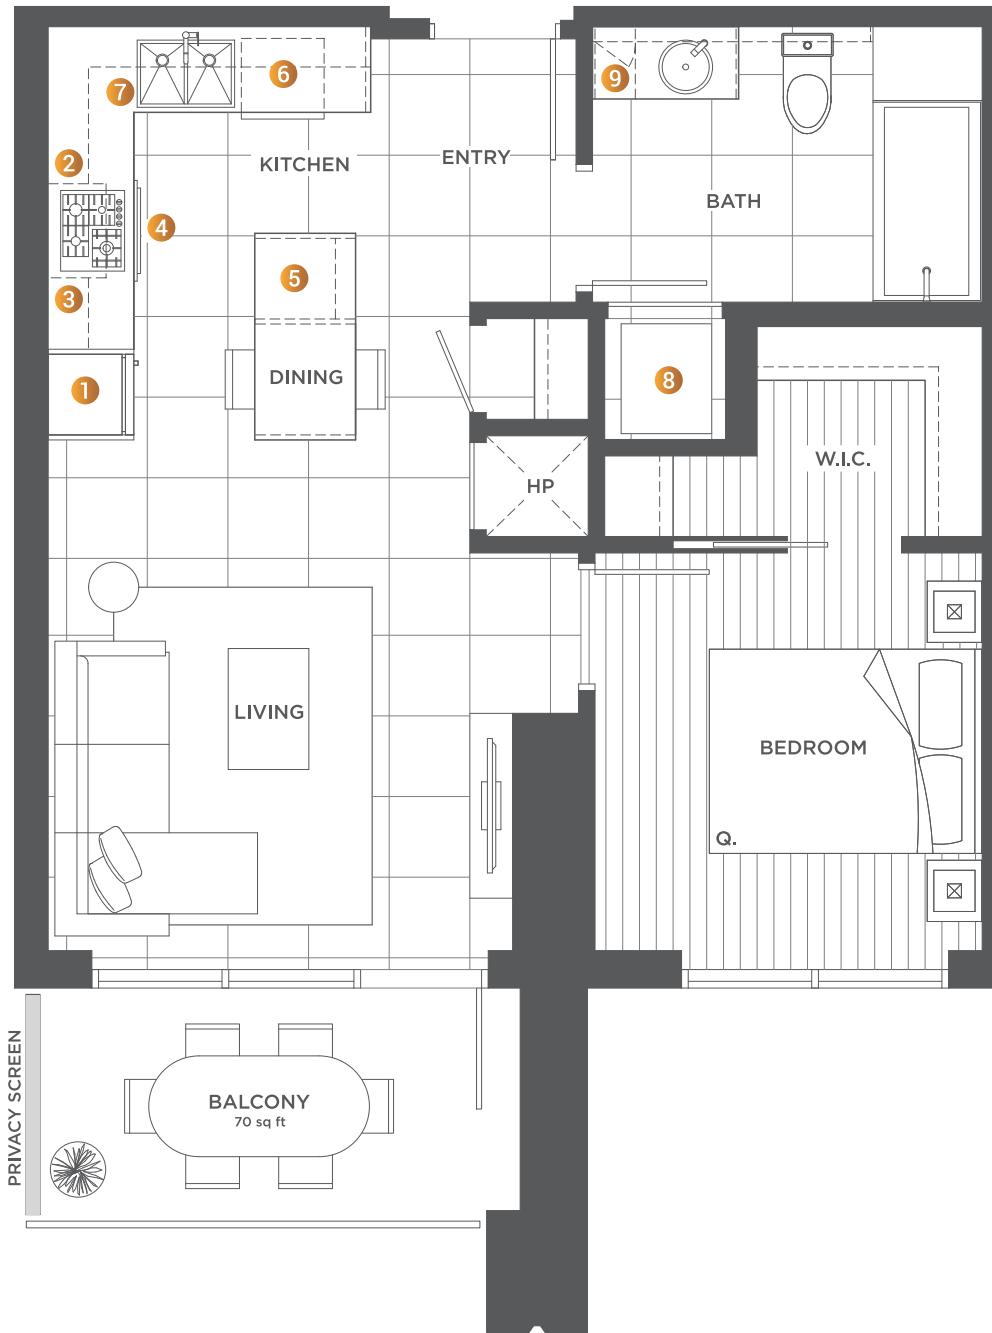 7
6
9
2
KITCHEN
ENTRY
BATH
4
5
3
DINING
1
8
W.I.C.
HP
LIVING
BEDROOM
Q.
PRIVACY SCREEN
BALCONY
70 sq ft